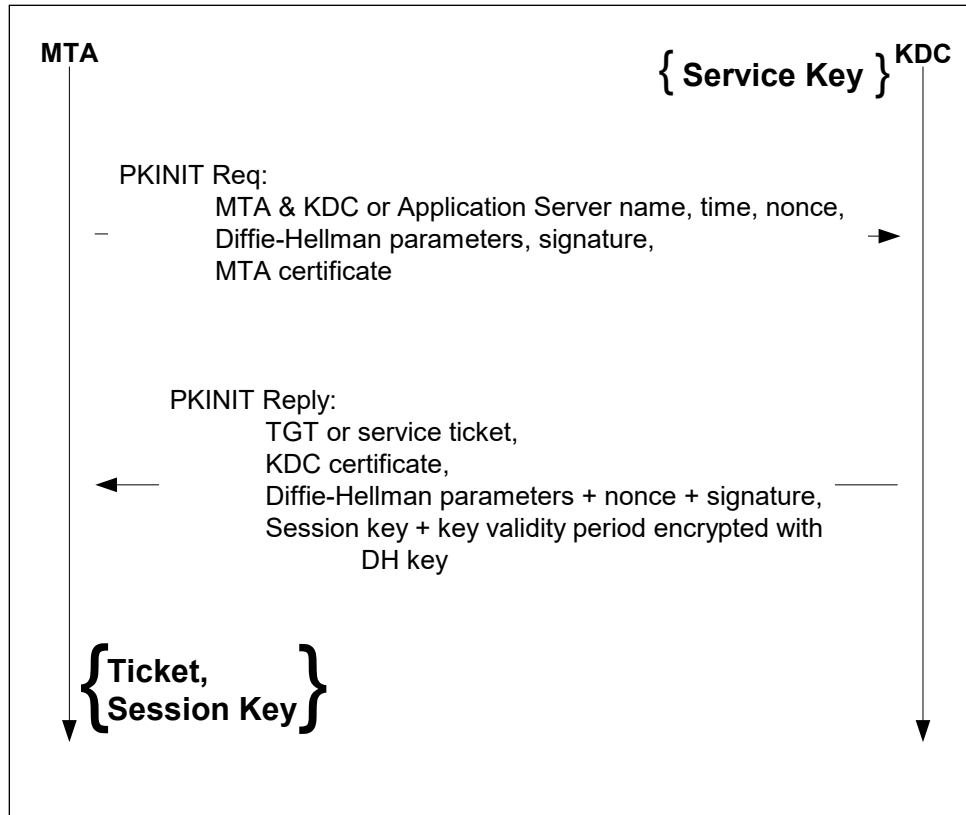 MTA
KDC
{ Service Key }
PKINIT Req:
MTA & KDC or Application Server name, time, nonce,
Diffie-Hellman parameters, signature,
MTA certificate
PKINIT Reply:
TGT or service ticket,
KDC certificate,
Diffie-Hellman parameters + nonce + signature,
Session key + key validity period encrypted with
DH key
{Ticket,
Session Key}